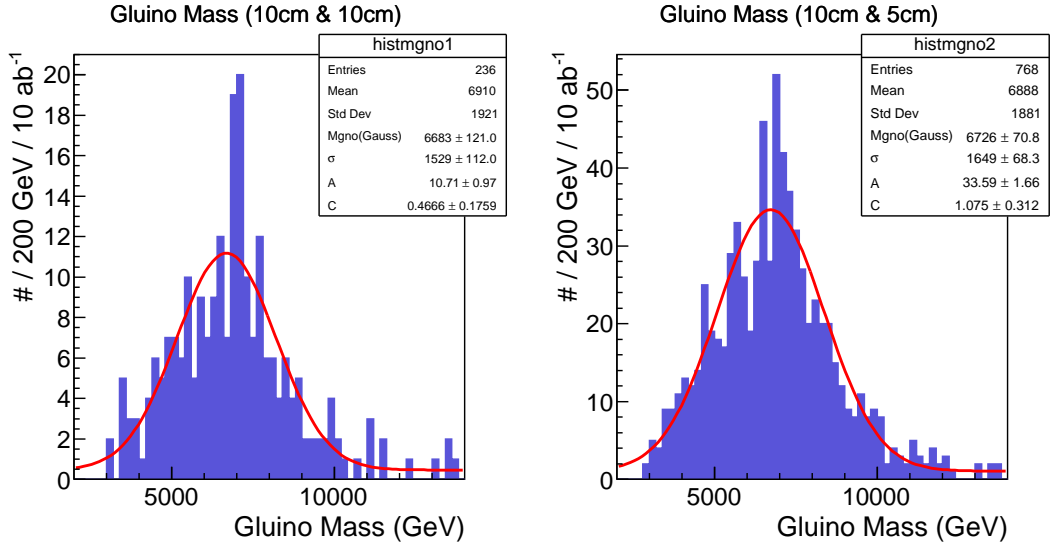 Gluino Mass (10cm & 10cm)
histmgno1
Entries 236
Mean 6910
Std Dev 1921
Mgno(Gauss) 6683 ± 121.0
σ 1529 ± 112.0
A 10.71 ± 0.97
C 0.4666 ± 0.1759
# / 200 GeV / 10 ab⁻¹
20
18
16
14
12
10
8
6
4
2
0
5000 10000
Gluino Mass (GeV)
Gluino Mass (10cm & 5cm)
histmgno2
Entries 768
Mean 6888
Std Dev 1881
Mgno(Gauss) 6726 ± 70.8
σ 1649 ± 68.3
A 33.59 ± 1.66
C 1.075 ± 0.312
# / 200 GeV / 10 ab⁻¹
50
40
30
20
10
0
5000 10000
Gluino Mass (GeV)